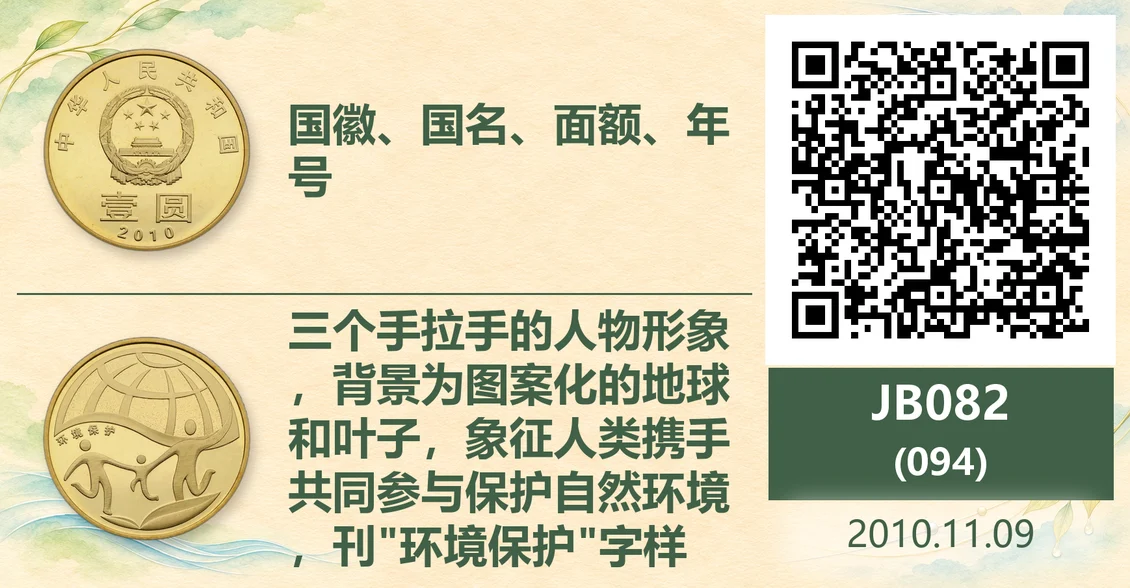 中华人民共和国
壹圆
2010
国徽、国名、面额、年
号
环境保护
三个手拉手的人物形象
，背景为图案化的地球
和叶子，象征人类携手
共同参与保护自然环境
，刊"环境保护"字样
JB082
(094)
2010.11.09